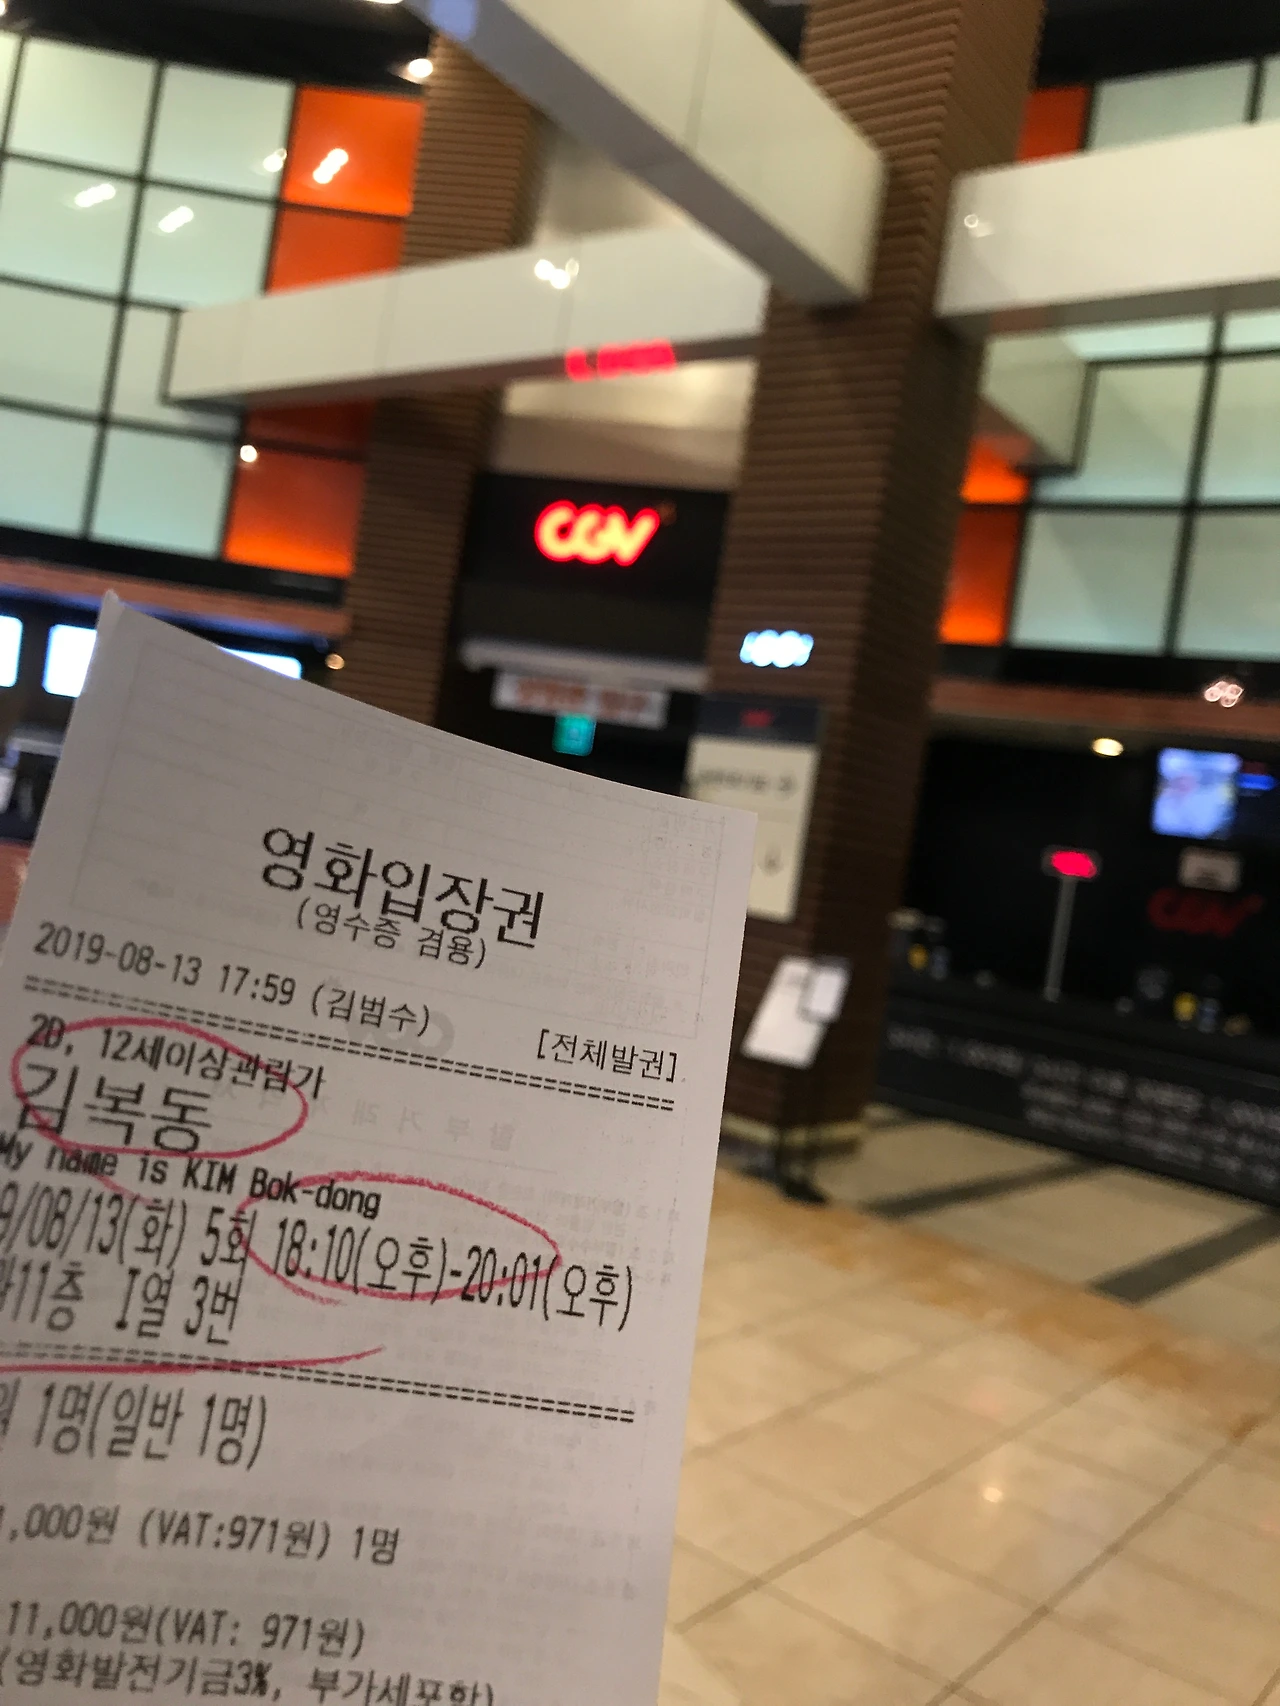 CGV
영화입장권
(영수증 겸용)
2019-08-13 17:59 (김범수)
[전체발권]
2D, 12세이상관람가
김복동
My name is KIM Bok-dong
9/08/13(화) 5회 18:10(오후)-20:01(오후)
11층 I열 3번
1명(일반 1명)
,000원 (VAT:971원) 1명
11,000원(VAT: 971원)
(영화발전기금3%, 부가세포함)
CGV